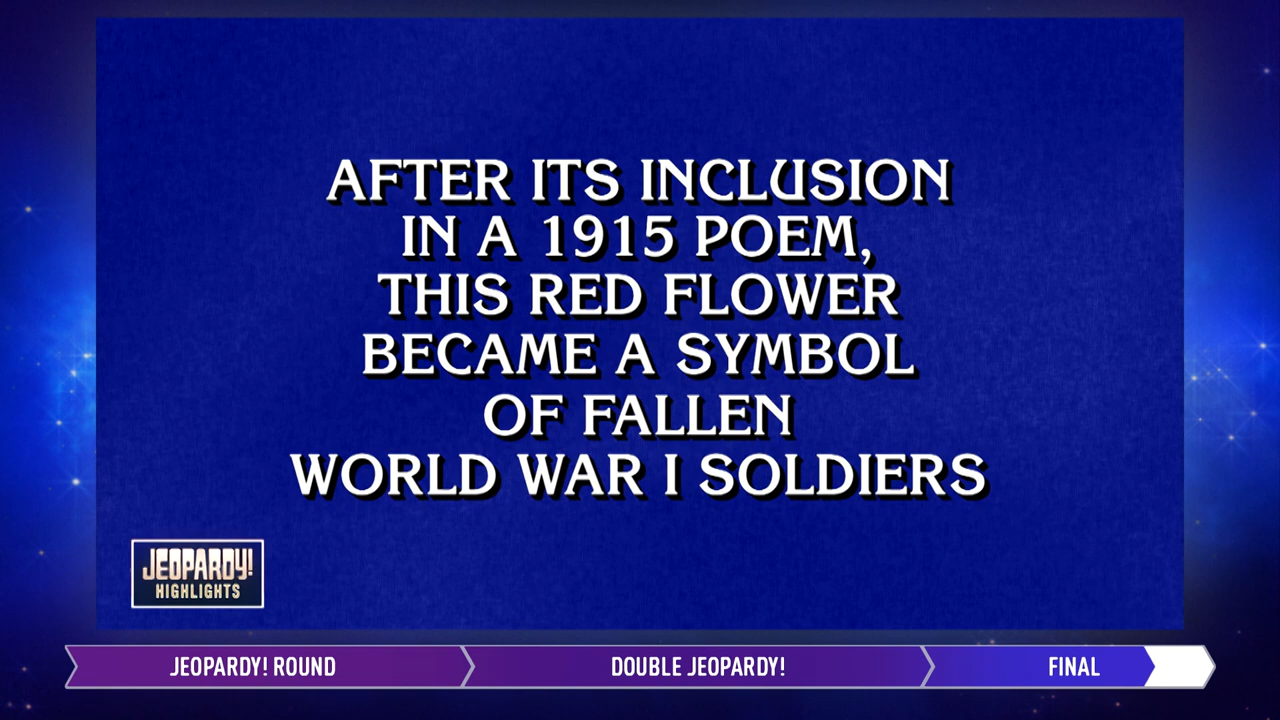 AFTER ITS INCLUSION
IN A 1915 POEM,
THIS RED FLOWER
BECAME A SYMBOL
OF FALLEN
WORLD WAR I SOLDIERS
JEOPARDY!
HIGHLIGHTS
JEOPARDY! ROUND
DOUBLE JEOPARDY!
FINAL